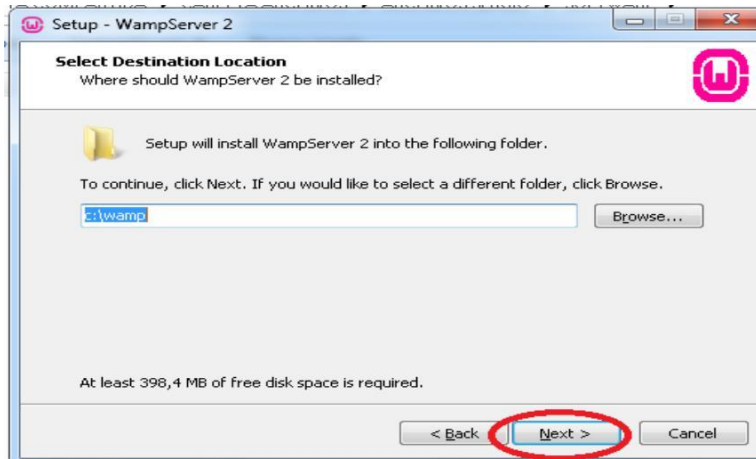 Setup - WampServer 2
Select Destination Location
Where should WampServer 2 be installed?
Setup will install WampServer 2 into the following folder.
To continue, click Next. If you would like to select a different folder, click Browse.
c:\wamp
Browse...
At least 398,4 MB of free disk space is required.
< Back
Next >
Cancel